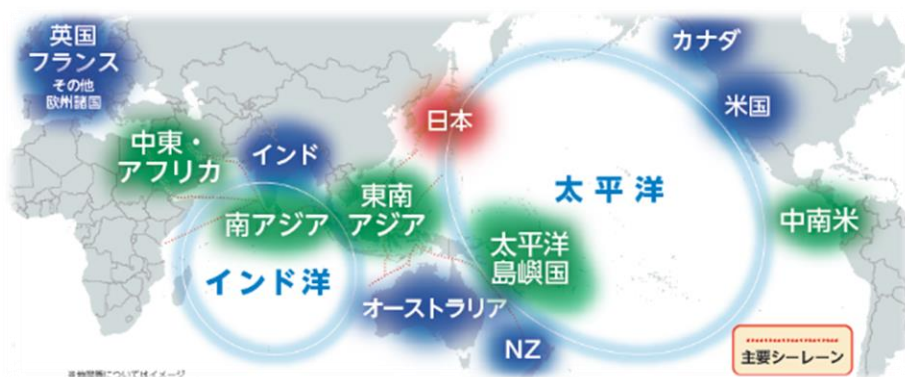 英国
フランス
その他
欧州諸国
カナダ
米国
日本
インド
中東・
アフリカ
東南
アジア
南アジア
太平洋
中南米
太平洋
島嶼国
インド洋
オーストラリア
NZ
主要シーレーン